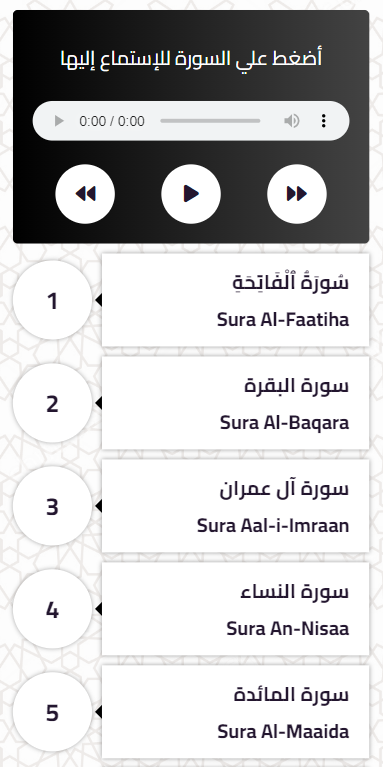 أضغط علي السورة للإستماع إليها
0:00 / 0:00
1
سُورَةُ ٱلْفَاتِحَةِ
Sura Al-Faatiha
2
سورة البقرة
Sura Al-Baqara
3
سورة آل عمران
Sura Aal-i-Imraan
4
سورة النساء
Sura An-Nisaa
5
سورة المائدة
Sura Al-Maaida